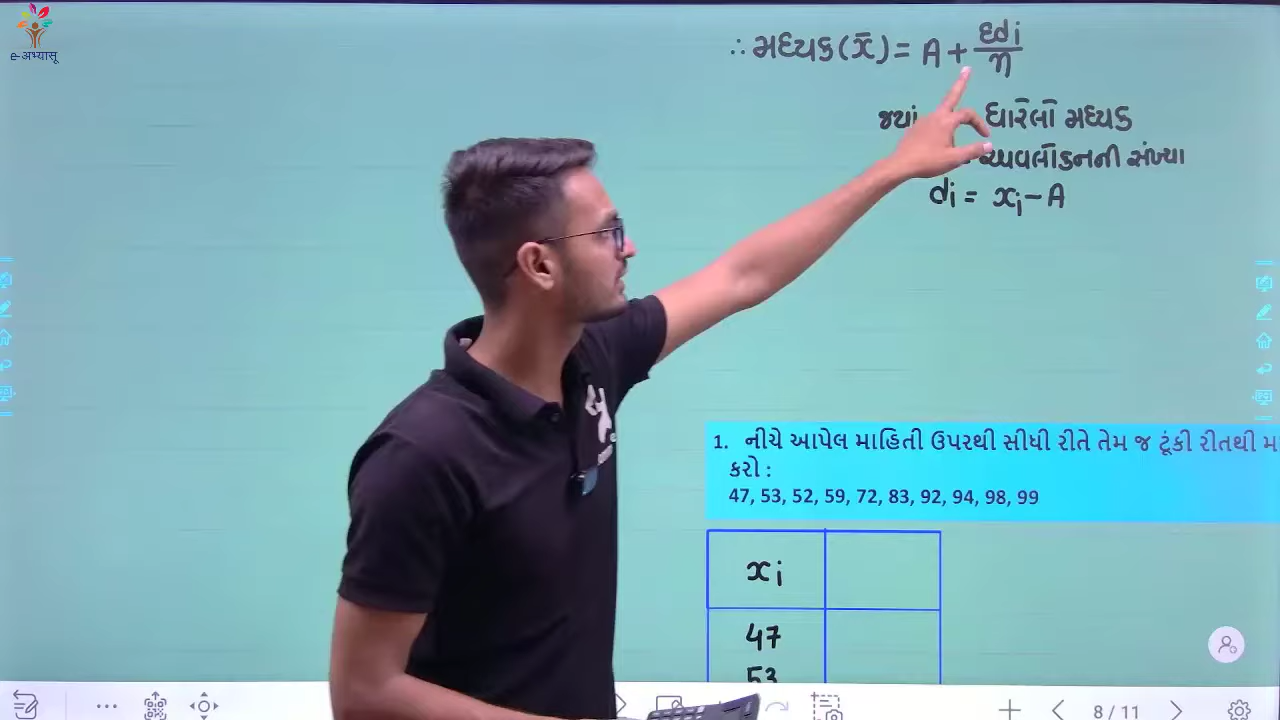 e-अभ्यासू
∴ મધ્યક(x̄) = A + Σdi/n
જ્યાં ધારેલો મધ્યક
અવલોકનની સંખ્યા
di = xi - A
1. નીચે આપેલ માહિતી ઉપરથી સીધી રીતે તેમ જ ટૂંકી રીતથી
કરો :
47, 53, 52, 59, 72, 83, 92, 94, 98, 99
xi
47
53
8 / 11